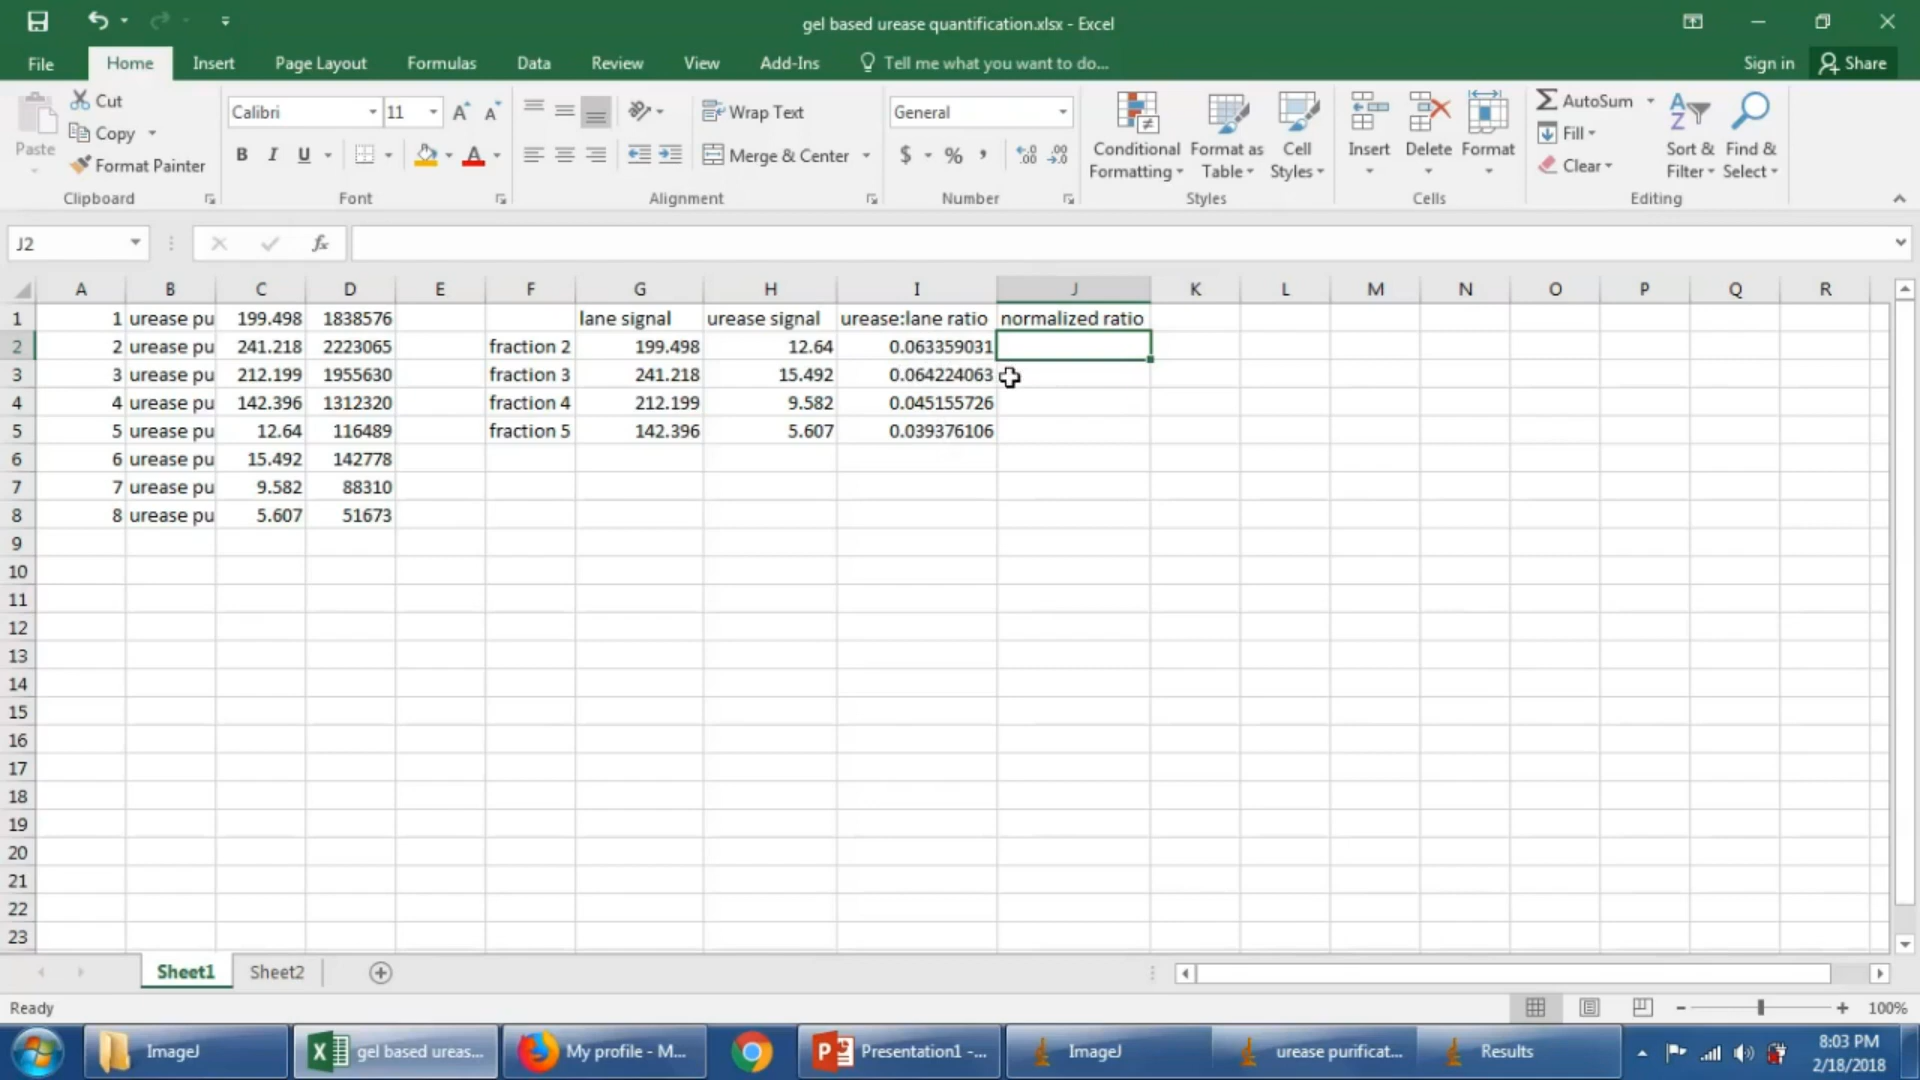 gel based urease quantification.xlsx - Excel
File Home Insert Page Layout Formulas Data Review View Add-Ins Tell me what you want to do... Sign in Share
Paste Cut Copy Format Painter
Calibri 11
B I U A
Wrap Text
Merge & Center
General
$ % ,
Conditional Formatting
Format as Table
Cell Styles
Insert
Delete
Format
AutoSum
Fill
Clear
Sort & Filter
Find & Select
Clipboard Font Alignment Number Styles Cells Editing
J2 fx
A B C D E F G H I J K L M N O P Q R
1 1 urease pu 199.498 1838576 lane signal urease signal urease:lane ratio normalized ratio
2 2 urease pu 241.218 2223065 fraction 2 199.498 12.64 0.063359031
3 3 urease pu 212.199 1955630 fraction 3 241.218 15.492 0.064224063
4 4 urease pu 142.396 1312320 fraction 4 212.199 9.582 0.045155726
5 5 urease pu 12.64 116489 fraction 5 142.396 5.607 0.039376106
6 6 urease pu 15.492 142778
7 7 urease pu 9.582 88310
8 8 urease pu 5.607 51673
9
10
11
12
13
14
15
16
17
18
19
20
21
22
23
Sheet1 Sheet2
Ready 100%
ImageJ gel based ureas... My profile - M... Presentation1 -... ImageJ urease purificat... Results 8:03 PM
2/18/2018